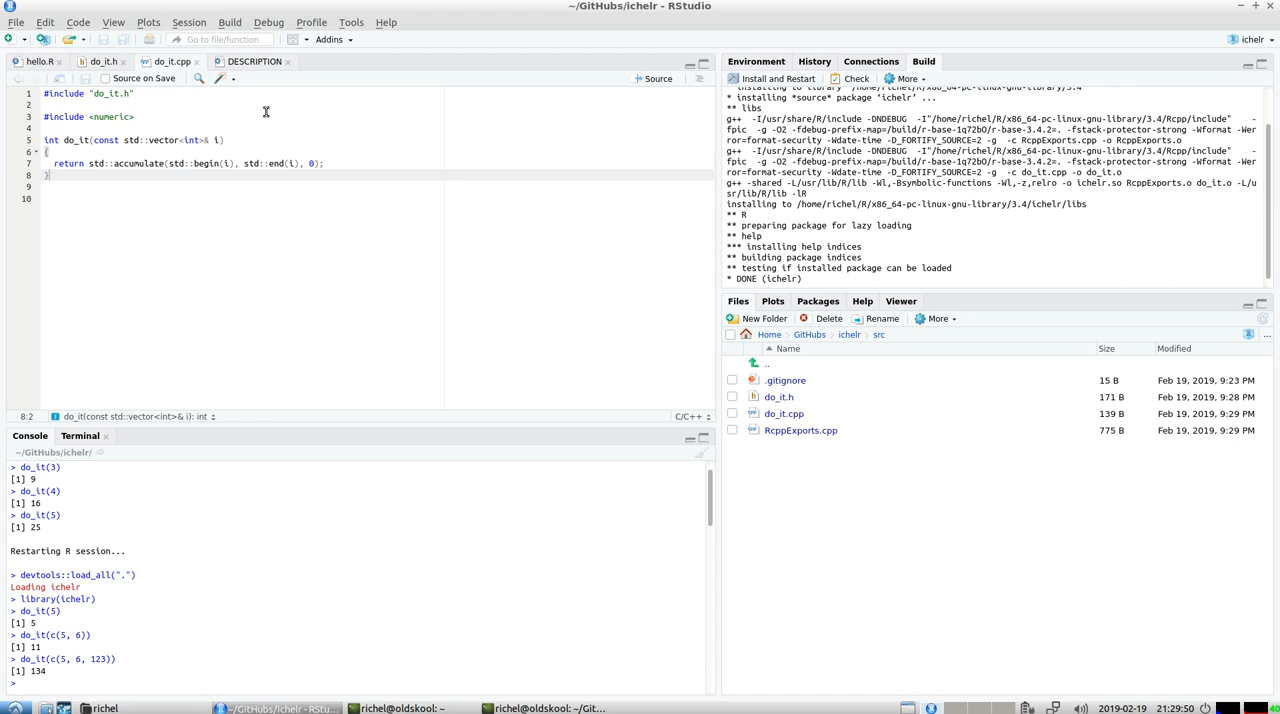 ~/GitHubs/ichelr - RStudio
File Edit Code View Plots Session Build Debug Profile Tools Help
Go to file/function Addins ichelr
hello.R do_it.h do_it.cpp DESCRIPTION
Source on Save Source
1 #include "do_it.h"
2
3 #include <numeric>
4
5 int do_it(const std::vector<int>& i)
6 {
7 return std::accumulate(std::begin(i), std::end(i), 0);
8 }
9
10
8:2 do_it(const std::vector<int>& i): int C/C++
Console Terminal
~/GitHubs/ichelr/
> do_it(3)
[1] 9
> do_it(4)
[1] 16
> do_it(5)
[1] 25
Restarting R session...
> devtools::load_all(".")
Loading ichelr
> library(ichelr)
> do_it(5)
[1] 5
> do_it(c(5, 6))
[1] 11
> do_it(c(5, 6, 123))
[1] 134
>
Environment History Connections Build
Install and Restart Check More
* installing to library ‘/home/richel/R/x86_64-pc-linux-gnu-library/3.4’
* installing *source* package ‘ichelr’ ...
** libs
g++ -I/usr/share/R/include -DNDEBUG -I"/home/richel/R/x86_64-pc-linux-gnu-library/3.4/Rcpp/include" -
fpic -g -O2 -fdebug-prefix-map=/build/r-base-1q72bO/r-base-3.4.2=. -fstack-protector-strong -Wformat -Wer
ror=format-security -Wdate-time -D_FORTIFY_SOURCE=2 -g -c RcppExports.cpp -o RcppExports.o
g++ -I/usr/share/R/include -DNDEBUG -I"/home/richel/R/x86_64-pc-linux-gnu-library/3.4/Rcpp/include" -
fpic -g -O2 -fdebug-prefix-map=/build/r-base-1q72bO/r-base-3.4.2=. -fstack-protector-strong -Wformat -Wer
ror=format-security -Wdate-time -D_FORTIFY_SOURCE=2 -g -c do_it.cpp -o do_it.o
g++ -shared -L/usr/lib/R/lib -Wl,-Bsymbolic-functions -Wl,-z,relro -o ichelr.so RcppExports.o do_it.o -L/u
sr/lib/R/lib -lR
installing to /home/richel/R/x86_64-pc-linux-gnu-library/3.4/ichelr/libs
** R
** preparing package for lazy loading
** help
*** installing help indices
** building package indices
** testing if installed package can be loaded
* DONE (ichelr)
Files Plots Packages Help Viewer
New Folder Delete Rename More
Home GitHubs ichelr src ...
Name Size Modified
..
.gitignore 15 B Feb 19, 2019, 9:23 PM
do_it.h 171 B Feb 19, 2019, 9:28 PM
do_it.cpp 139 B Feb 19, 2019, 9:29 PM
RcppExports.cpp 775 B Feb 19, 2019, 9:29 PM
richel ~/GitHubs/ichelr - RStu... richel@oldskool: ~ richel@oldskool: ~/Git... 2019-02-19 21:29:50 40